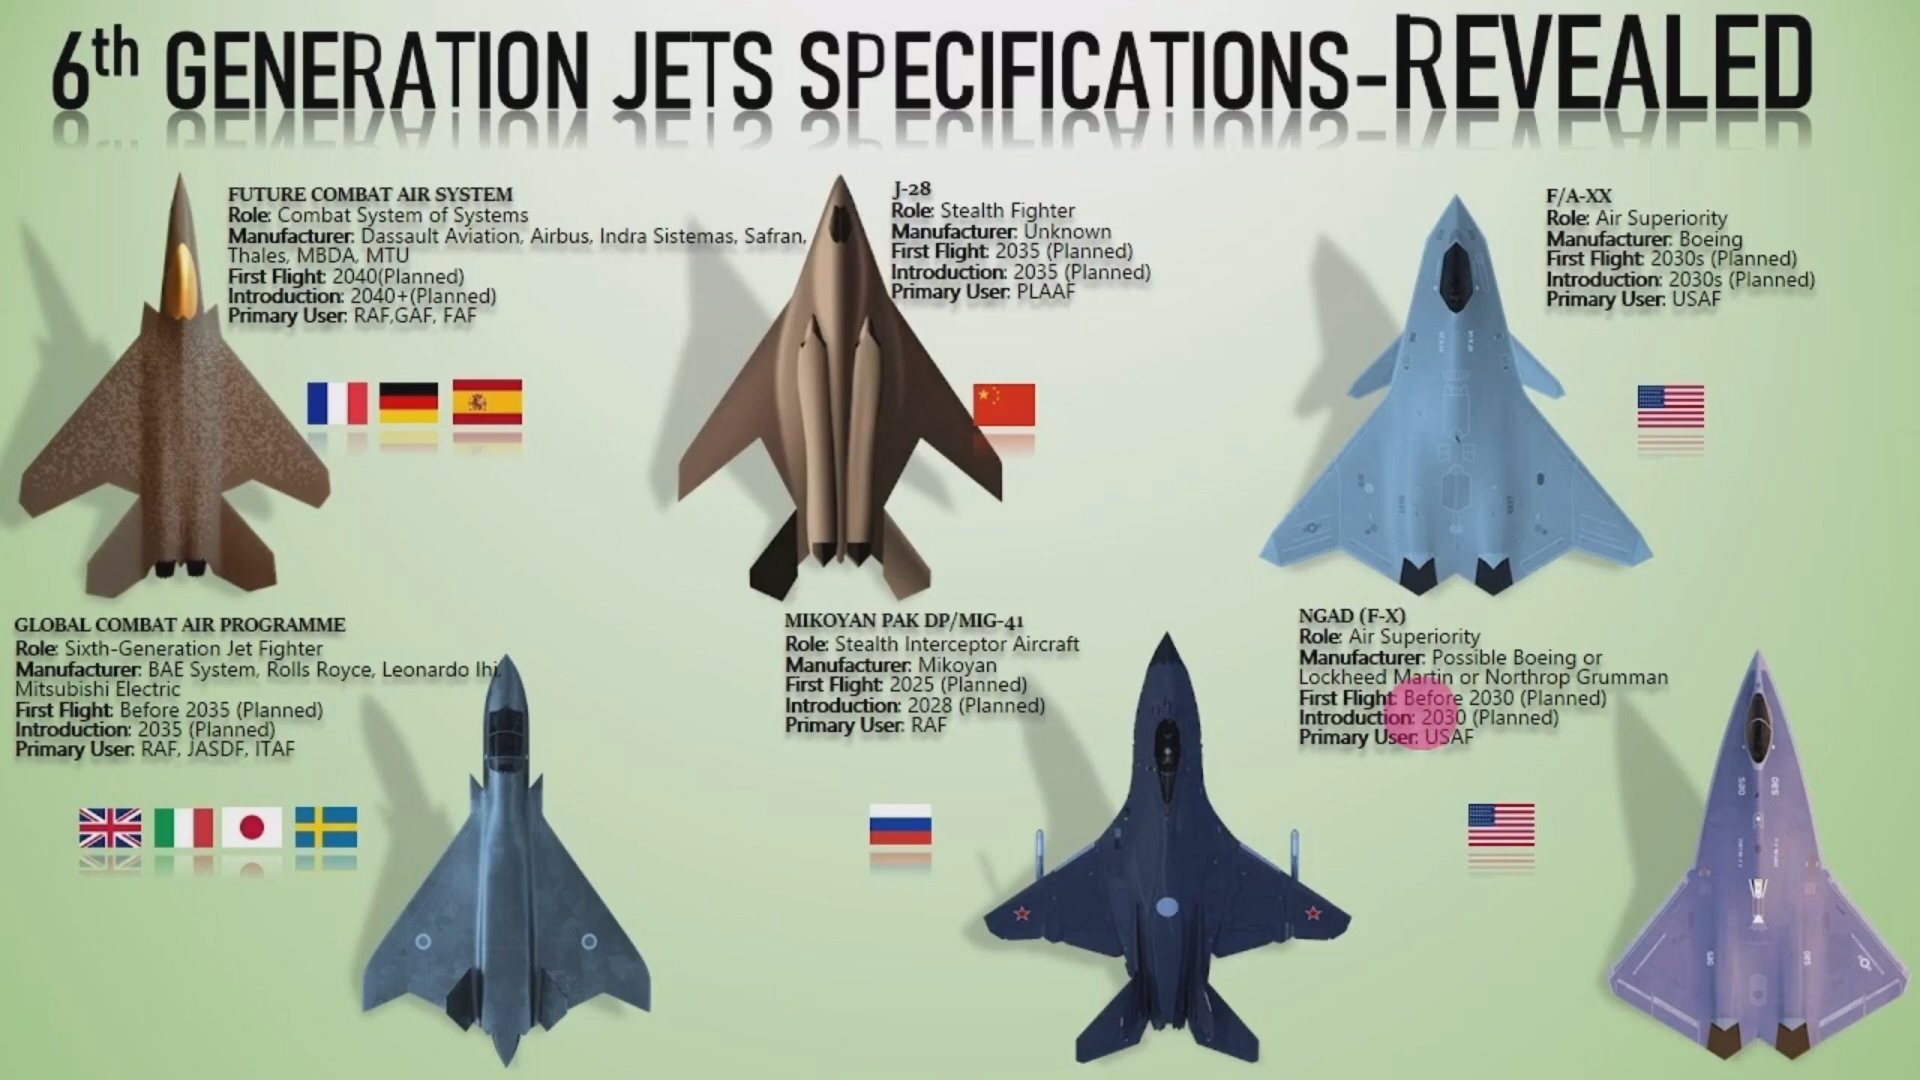 6th GENERATION JETS SPECIFICATIONS-REVEALED
FUTURE COMBAT AIR SYSTEM
Role: Combat System of Systems
Manufacturer: Dassault Aviation, Airbus, Indra Sistemas, Safran,
Thales, MBDA, MTU
First Flight: 2040(Planned)
Introduction: 2040+(Planned)
Primary User: RAF,GAF, FAF
J-28
Role: Stealth Fighter
Manufacturer: Unknown
First Flight: 2035 (Planned)
Introduction: 2035 (Planned)
Primary User: PLAAF
F/A-XX
Role: Air Superiority
Manufacturer: Boeing
First Flight: 2030s (Planned)
Introduction: 2030s (Planned)
Primary User: USAF
GLOBAL COMBAT AIR PROGRAMME
Role: Sixth-Generation Jet Fighter
Manufacturer: BAE System, Rolls Royce, Leonardo Ihi,
Mitsubishi Electric
First Flight: Before 2035 (Planned)
Introduction: 2035 (Planned)
Primary User: RAF, JASDF, ITAF
MIKOYAN PAK DP/MIG-41
Role: Stealth Interceptor Aircraft
Manufacturer: Mikoyan
First Flight: 2025 (Planned)
Introduction: 2028 (Planned)
Primary User: RAF
NGAD (F-X)
Role: Air Superiority
Manufacturer: Possible Boeing or
Lockheed Martin or Northrop Grumman
First Flight: Before 2030 (Planned)
Introduction: 2030 (Planned)
Primary User: USAF